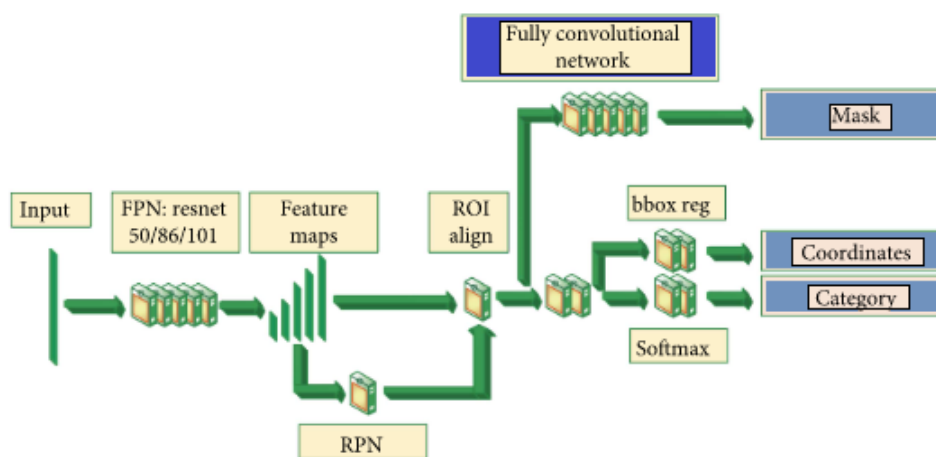 Fully convolutional
network
Mask
Input
FPN: resnet
50/86/101
Feature
maps
ROI
align
bbox reg
Coordinates
Category
Softmax
RPN